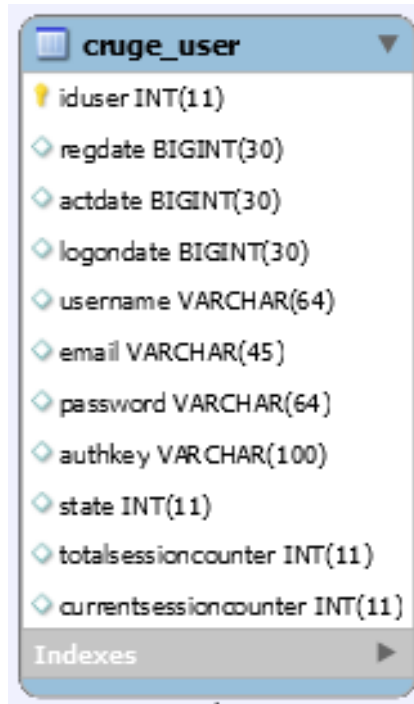 cruge_user
iduser INT(11)
regdate BIGINT(30)
actdate BIGINT(30)
logondate BIGINT(30)
username VARCHAR(64)
email VARCHAR(45)
password VARCHAR(64)
authkey VARCHAR(100)
state INT(11)
totalsessioncounter INT(11)
currentsessioncounter INT(11)
Indexes